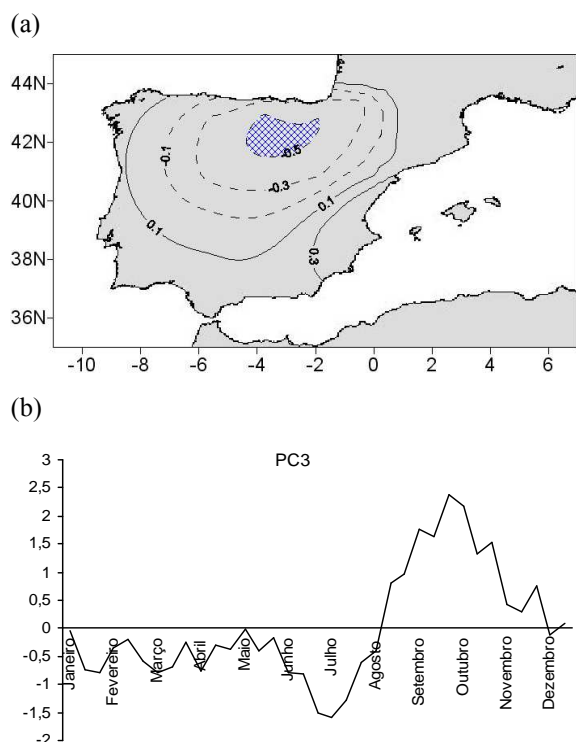 (a)
44N
42N
40N
38N
36N
-0.1
-0.5
-0.3
0.1
0.1
0.3
-10 -8 -6 -4 -2 0 2 4 6
(b)
PC3
3
2,5
2
1,5
1
0,5
0
-0,5
-1
-1,5
-2
Janeiro Fevereiro Março Abril Maio Junho Julho Agosto Setembro Outubro Novembro Dezembro